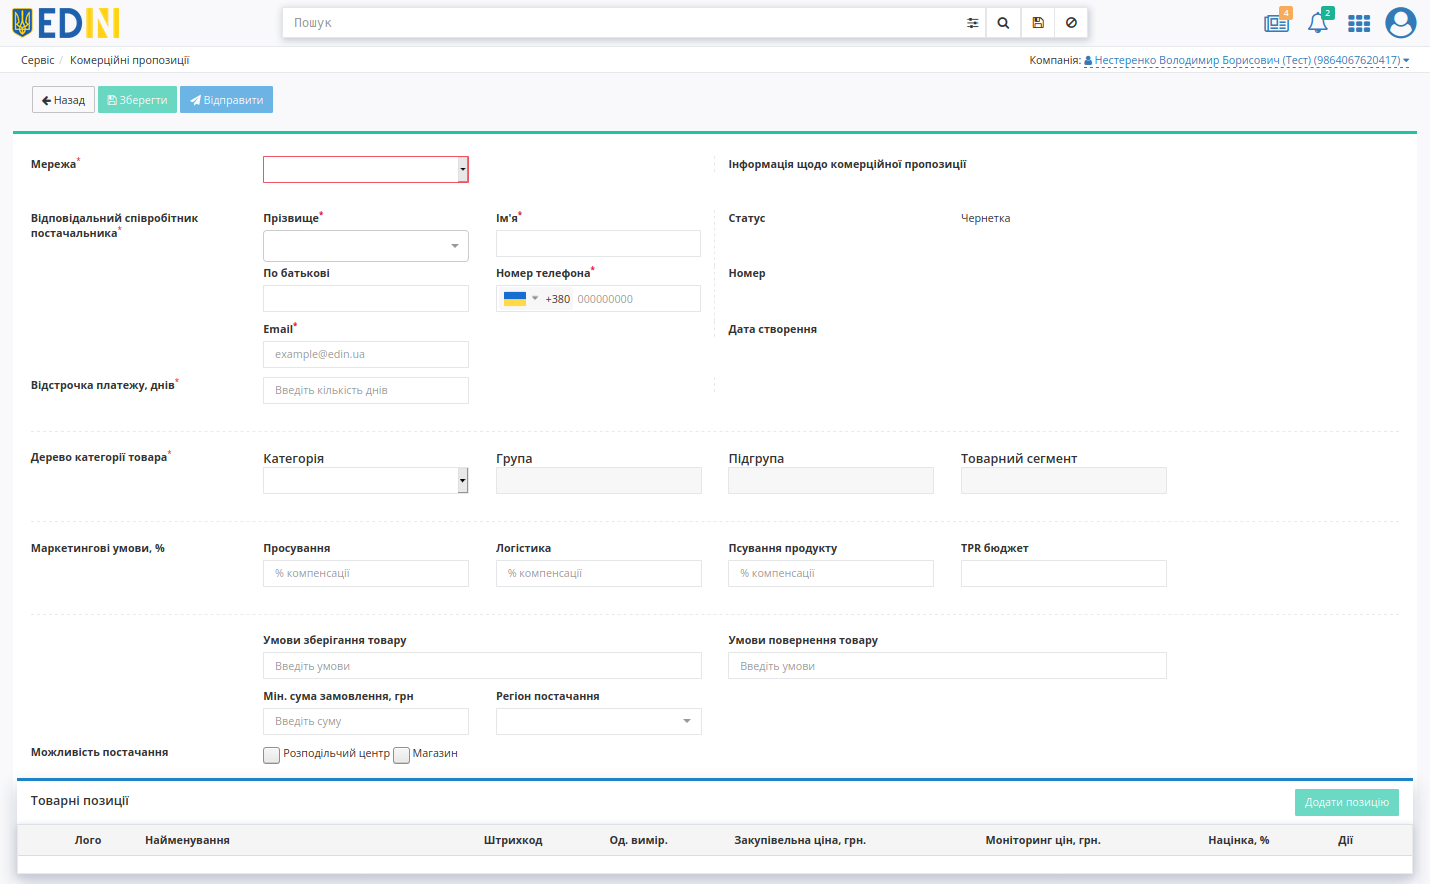 EDIN
Пошук
4
2
Сервіс / Комерційні пропозиції
Компанія: Нестеренко Володимир Борисович (Тест) (9864067620417)
Назад Зберегти Відправити
Мережа*
Інформація щодо комерційної пропозиції
Відповідальний співробітник постачальника*
Прізвище* Ім'я* Статус Чернетка
По батькові Номер телефона* Номер
+380 000000000
Email* Дата створення
example@edin.ua
Відстрочка платежу, днів* Введіть кількість днів
Дерево категорії товара* Категорія Група Підгрупа Товарний сегмент
Маркетингові умови, % Просування Логістика Псування продукту TPR бюджет
% компенсації % компенсації % компенсації
Умови зберігання товару Умови повернення товару
Введіть умови Введіть умови
Мін. сума замовлення, грн Регіон постачання
Введіть суму
Можливість постачання Розподільчий центр Магазин
Товарні позиції Додати позицію
Лого Найменування Штрихкод Од. вимір. Закупівельна ціна, грн. Моніторинг цін, грн. Націнка, % Дії